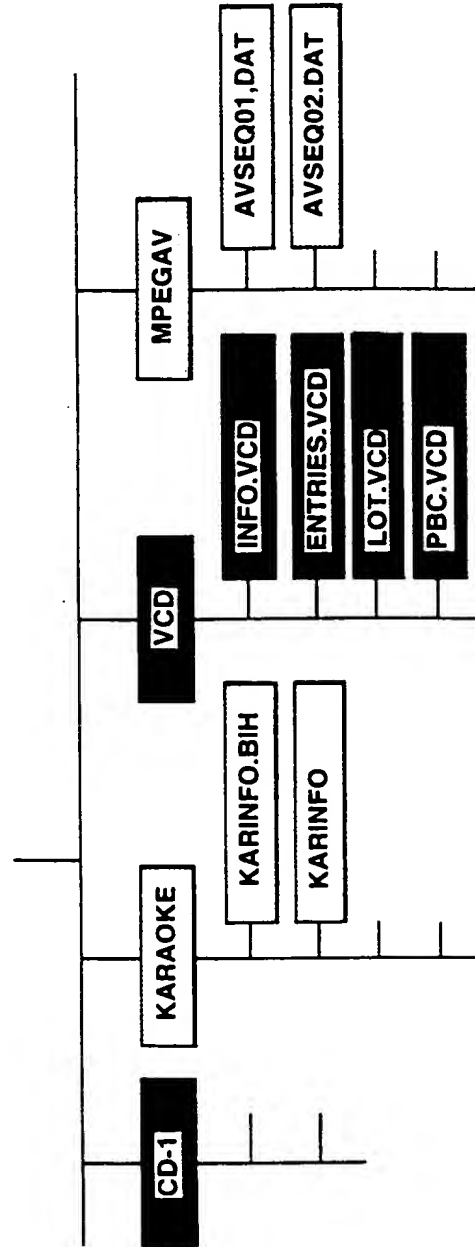 CD-1
KARAOKE
KARINFO.BIH
KARINFO
VCD
INFO.VCD
ENTRIES.VCD
LOT.VCD
PBC.VCD
MPEGAV
AVSEQ01,DAT
AVSEQ02.DAT